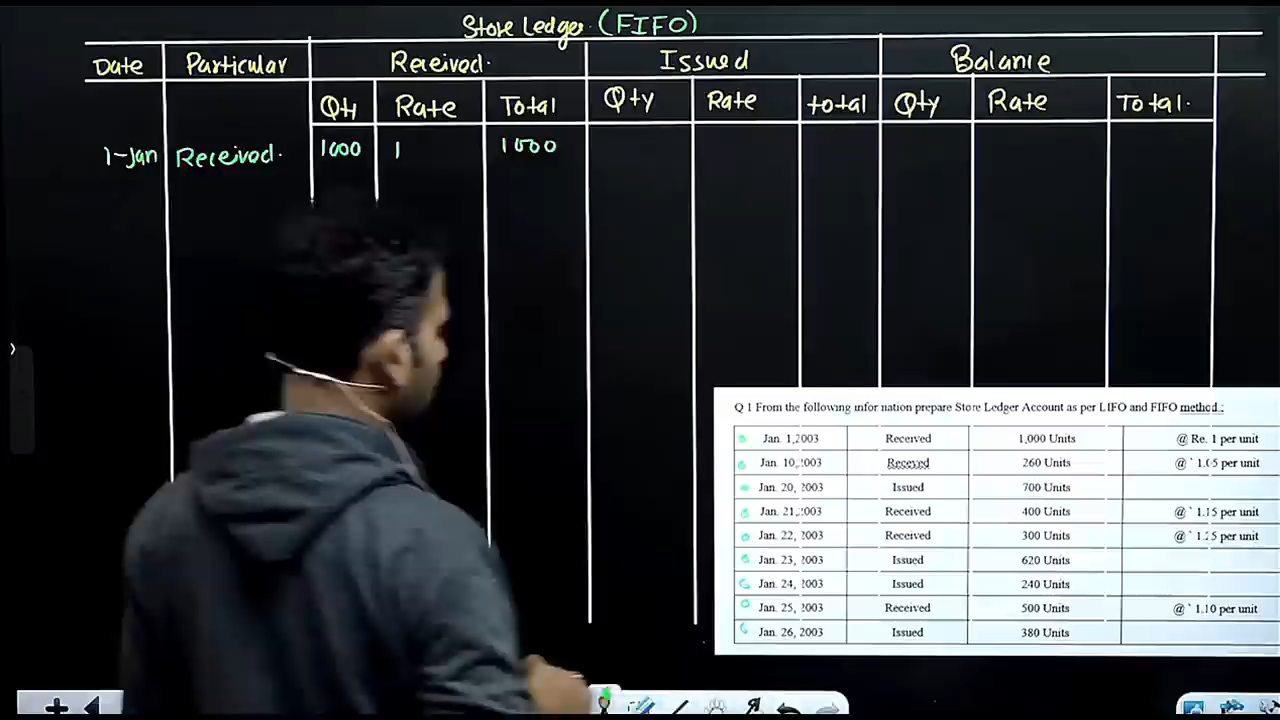 Store Ledger (FIFO)
Date Particular Received. Issued Balance
Qty Rate Total Qty Rate total Qty Rate Total.
1-Jan Received. 1000 1 1000
Q 1 From the following infor nation prepare Store Ledger Account as per LIFO and FIFO method.:
Jan. 1,2003 Received 1,000 Units @ Re. 1 per unit
Jan. 10, 2003 Receved 260 Units @ ` 1.05 per unit
Jan. 20, 2003 Issued 700 Units
Jan. 21, 2003 Received 400 Units @ ` 1.15 per unit
Jan. 22, 2003 Received 300 Units @ ` 1.25 per unit
Jan. 23, 2003 Issued 620 Units
Jan. 24, 2003 Issued 240 Units
Jan. 25, 2003 Received 500 Units @ ` 1.10 per unit
Jan. 26, 2003 Issued 380 Units